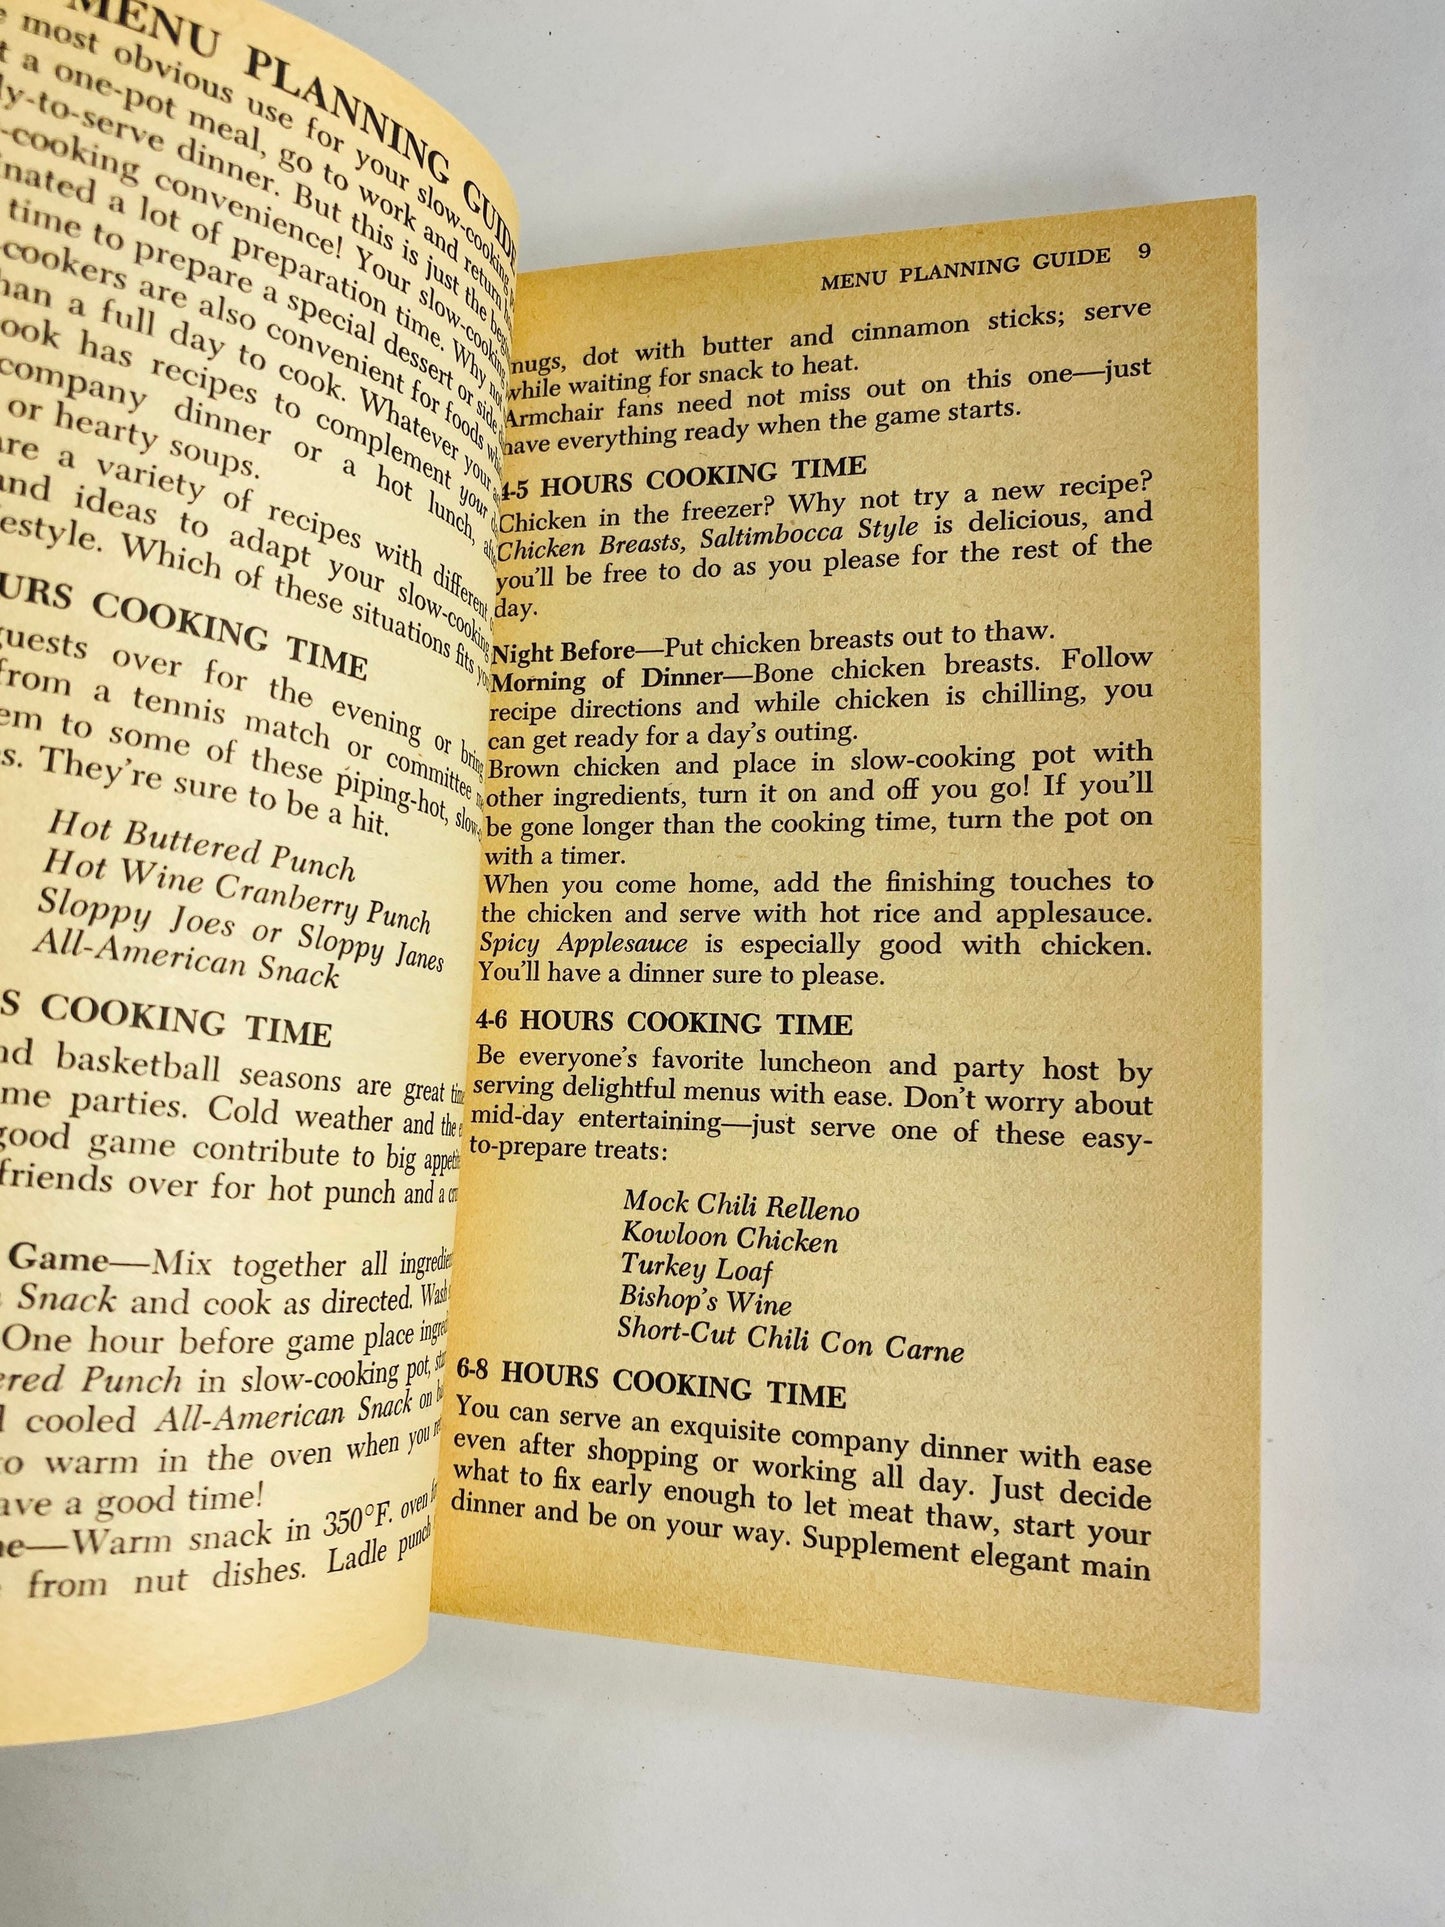 MENU PLANNING GUIDE
most obvious use for your slow-cooking
a one-pot meal, go to work and return
-to-serve dinner. But this is just the
-cooking convenience! Your slow-cooking
a lot of preparation time. Why not
time to prepare a special dessert or side
-cookers are also convenient for foods
a full day to cook. Whatever your
has recipes to complement your
company dinner or a hot lunch,
or hearty soups.
a variety of recipes with different
and ideas to adapt your slow-cooking
Which of these situations fits
COOKING TIME
guests over for the evening or bring
from a tennis match or committee
to some of these piping-hot, slow-
They're sure to be a hit.
Hot Buttered Punch
Hot Wine Cranberry Punch
Sloppy Joes or Sloppy Janes
All-American Snack
COOKING TIME
basketball seasons are great
parties. Cold weather and the
good game contribute to big
friends over for hot punch and a
Game—Mix together all
Snack and cook as directed. Wash
One hour before game place
Punch in slow-cooking pot,
cooled All-American Snack on
to warm in the oven when you
a good time!
—Warm snack in 350°F. oven
from nut dishes. Ladle punch
MENU PLANNING GUIDE 9
mugs, dot with butter and cinnamon sticks; serve
while waiting for snack to heat.
Armchair fans need not miss out on this one—just
have everything ready when the game starts.
4-5 HOURS COOKING TIME
Chicken in the freezer? Why not try a new recipe?
Chicken Breasts, Saltimbocca Style is delicious, and
you'll be free to do as you please for the rest of the
day.
Night Before—Put chicken breasts out to thaw.
Morning of Dinner—Bone chicken breasts. Follow
recipe directions and while chicken is chilling, you
can get ready for a day's outing.
Brown chicken and place in slow-cooking pot with
other ingredients, turn it on and off you go! If you'll
be gone longer than the cooking time, turn the pot on
with a timer.
When you come home, add the finishing touches to
the chicken and serve with hot rice and applesauce.
Spicy Applesauce is especially good with chicken.
You'll have a dinner sure to please.
4-6 HOURS COOKING TIME
Be everyone's favorite luncheon and party host by
serving delightful menus with ease. Don't worry about
mid-day entertaining—just serve one of these easy-
to-prepare treats:
Mock Chili Relleno
Kowloon Chicken
Turkey Loaf
Bishop's Wine
Short-Cut Chili Con Carne
6-8 HOURS COOKING TIME
You can serve an exquisite company dinner with ease
even after shopping or working all day. Just decide
what to fix early enough to let meat thaw, start your
dinner and be on your way. Supplement elegant main